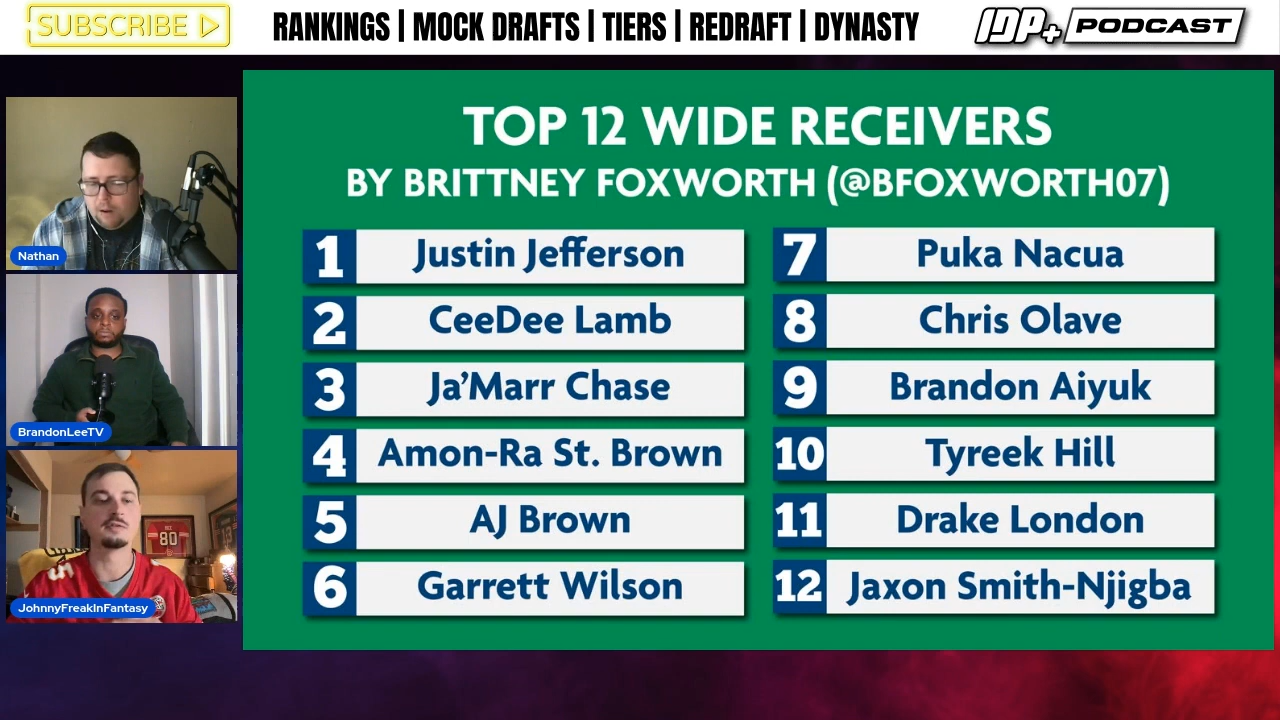 SUBSCRIBE
RANKINGS | MOCK DRAFTS | TIERS | REDRAFT | DYNASTY
IDP+ PODCAST
TOP 12 WIDE RECEIVERS
BY BRITTNEY FOXWORTH (@BFOXWORTH07)
1 Justin Jefferson
2 CeeDee Lamb
3 Ja'Marr Chase
4 Amon-Ra St. Brown
5 AJ Brown
6 Garrett Wilson
7 Puka Nacua
8 Chris Olave
9 Brandon Aiyuk
10 Tyreek Hill
11 Drake London
12 Jaxon Smith-Njigba
Nathan
BrandonLeeTV
80
JohnnyFreakInFantasy